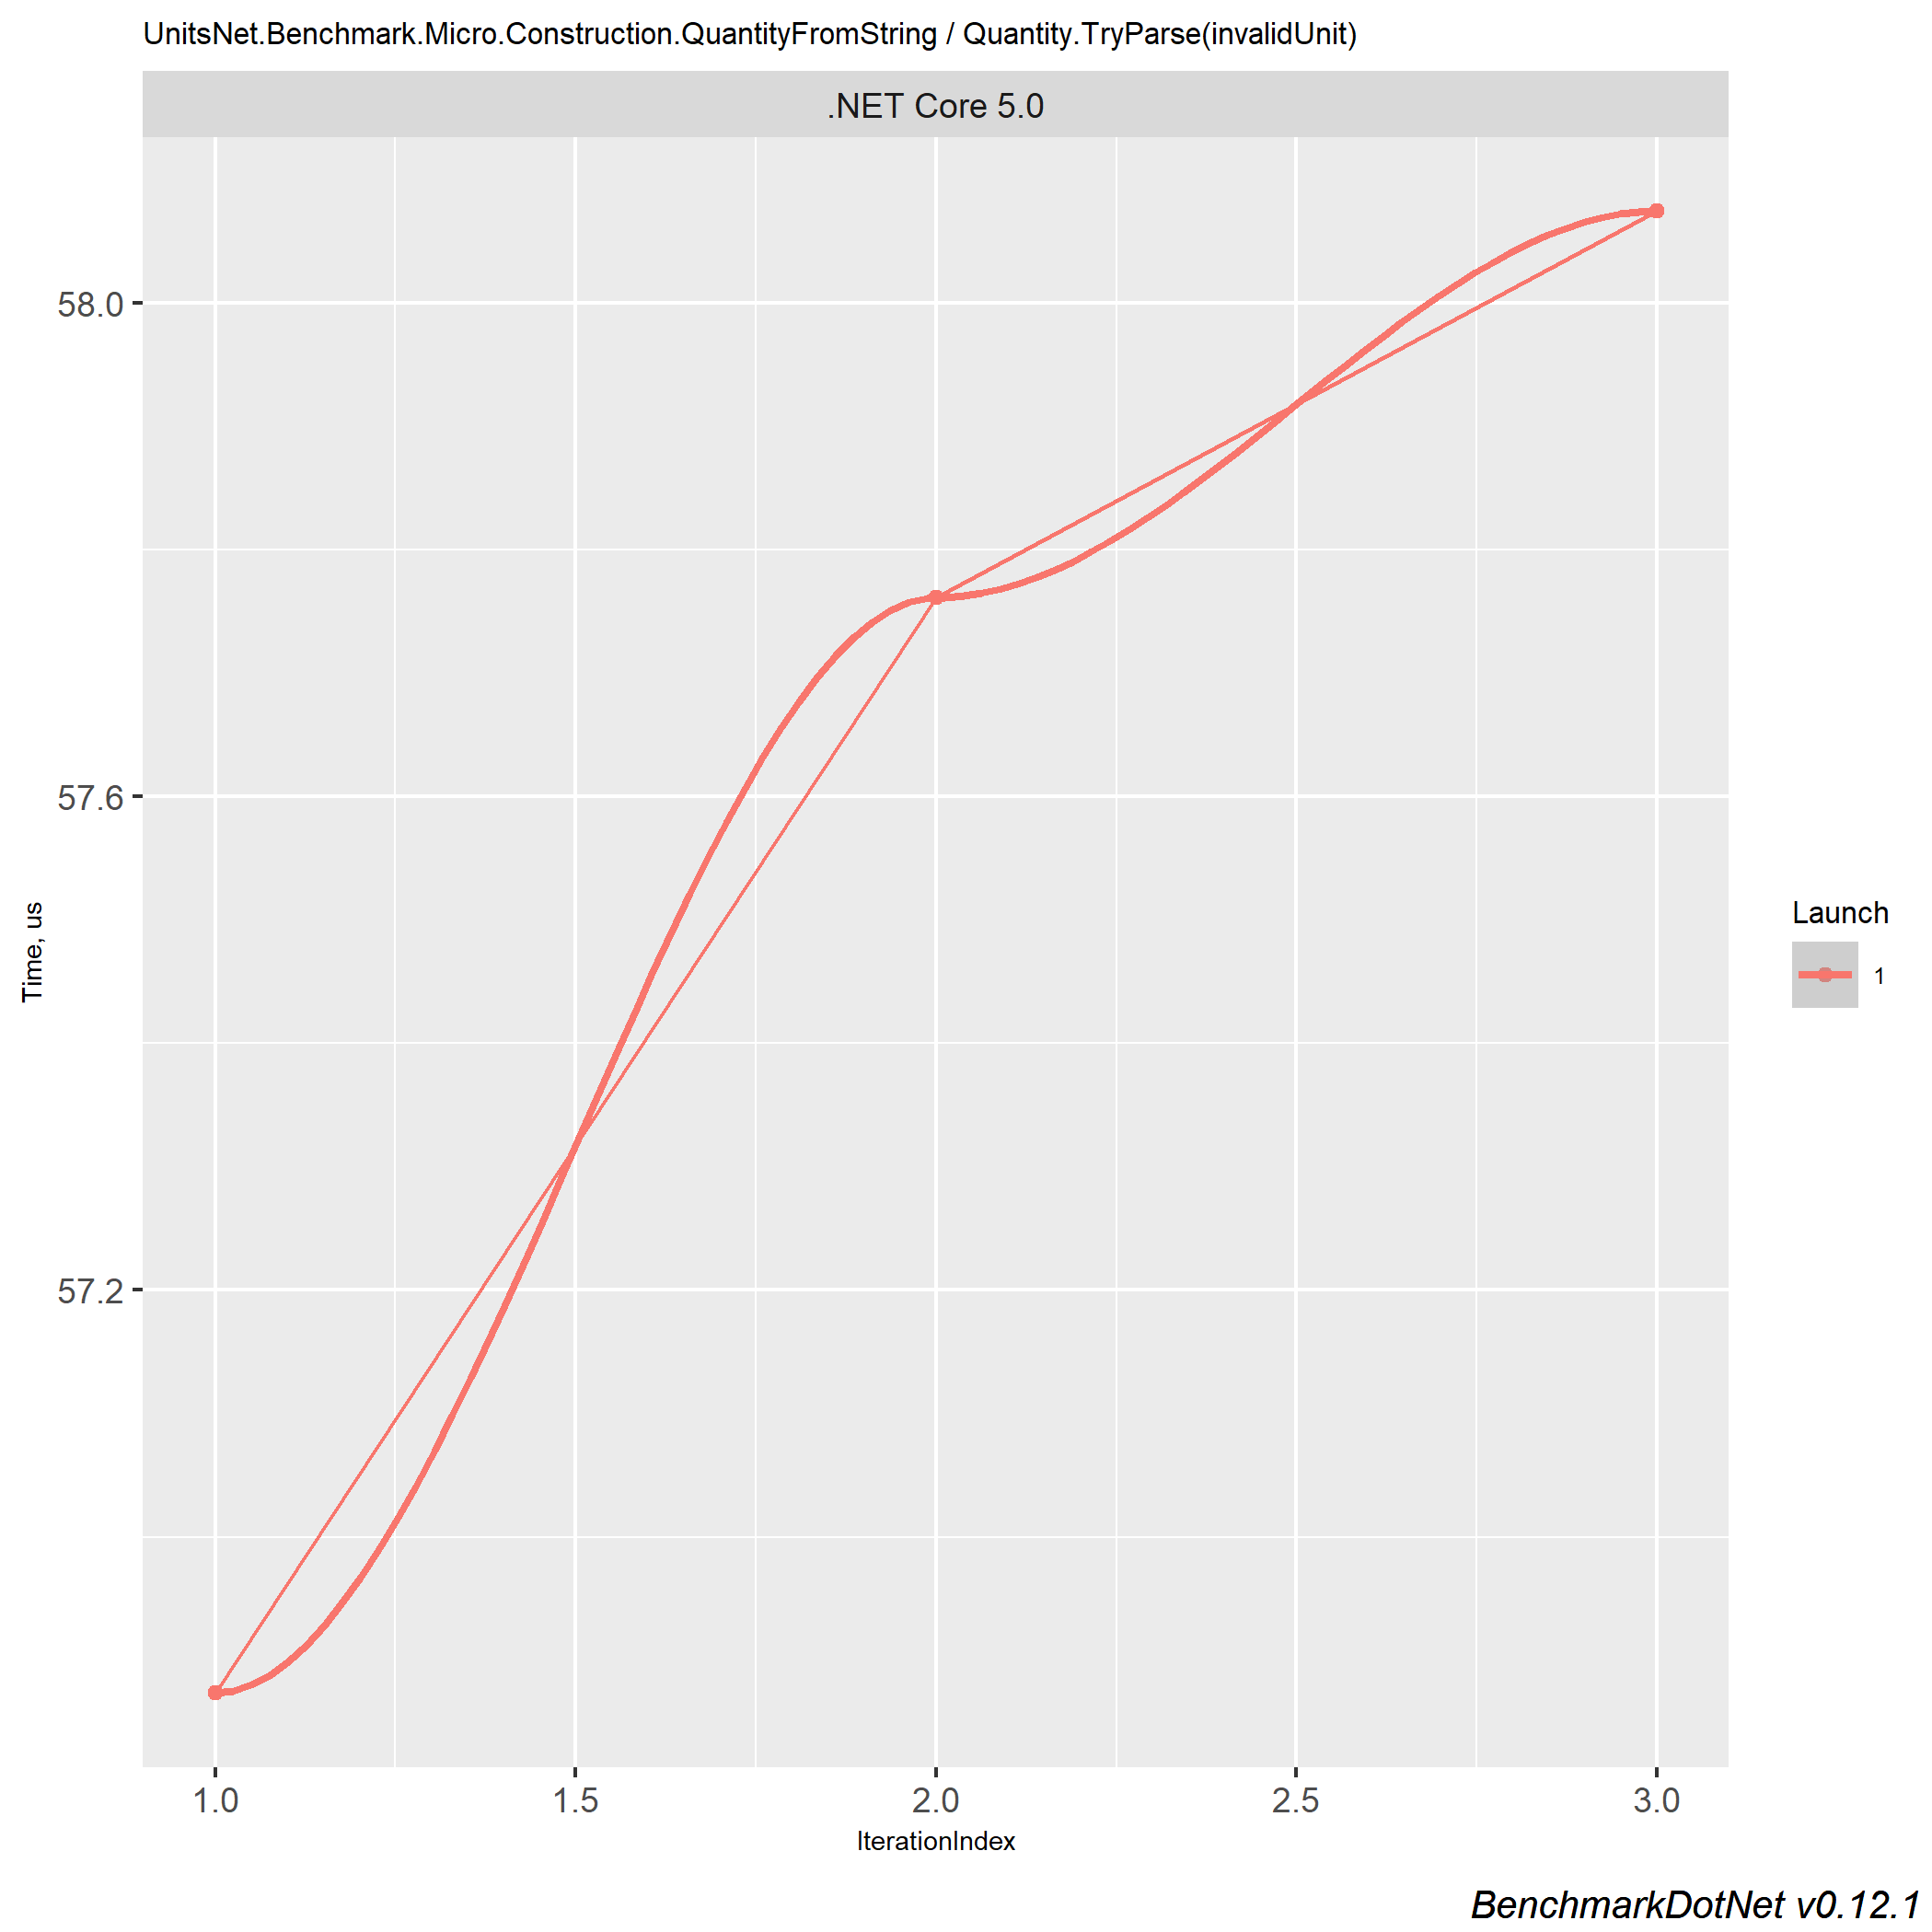 UnitsNet.Benchmark.Micro.Construction.QuantityFromString / Quantity.TryParse(invalidUnit)
.NET Core 5.0
58.0
57.6
57.2
Time, us
1.0 1.5 2.0 2.5 3.0
IterationIndex
Launch
1
BenchmarkDotNet v0.12.1